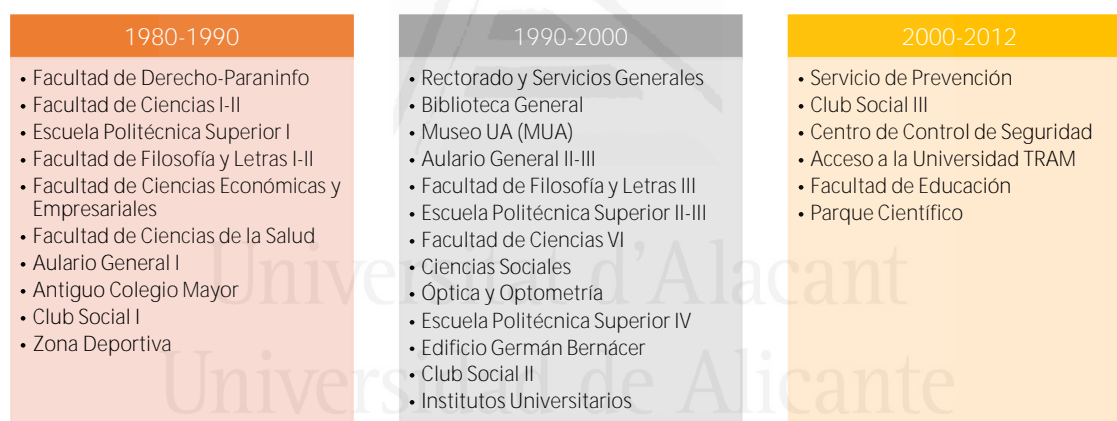 1980-1990
• Facultad de Derecho-Paraninfo
• Facultad de Ciencias I-II
• Escuela Politécnica Superior I
• Facultad de Filosofía y Letras I-II
• Facultad de Ciencias Económicas y
Empresariales
• Facultad de Ciencias de la Salud
• Aulario General I
• Antiguo Colegio Mayor
• Club Social I
• Zona Deportiva
1990-2000
• Rectorado y Servicios Generales
• Biblioteca General
• Museo UA (MUA)
• Aulario General II-III
• Facultad de Filosofía y Letras III
• Escuela Politécnica Superior II-III
• Facultad de Ciencias VI
• Ciencias Sociales
• Óptica y Optometría
• Escuela Politécnica Superior IV
• Edificio Germán Bernácer
• Club Social II
• Institutos Universitarios
2000-2012
• Servicio de Prevención
• Club Social III
• Centro de Control de Seguridad
• Acceso a la Universidad TRAM
• Facultad de Educación
• Parque Científico
Universitat d'Alacant
Universidad de Alicante